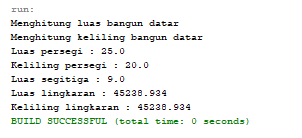 run:
Menghitung luas bangun datar
Menghitung keliling bangun datar
Luas persegi : 25.0
Keliling persegi : 20.0
Luas segitiga : 9.0
Luas lingkaran : 45238.934
Keliling lingkaran : 45238.934
BUILD SUCCESSFUL (total time: 0 seconds)